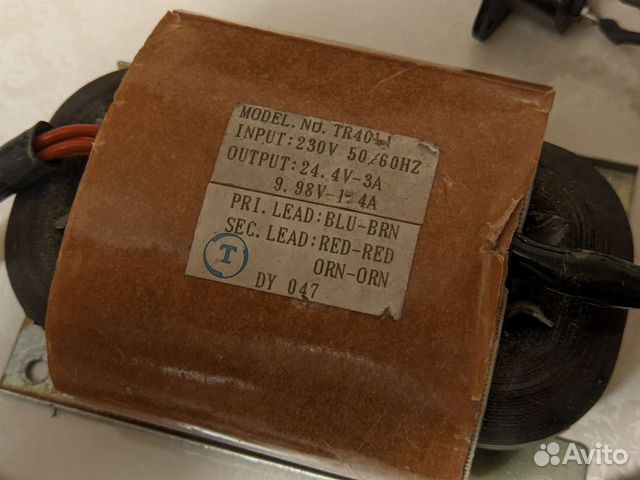 MODEL. NO. TR40
INPUT:230V 50/60HZ
OUTPUT:24.4V-3A
9.98V-1.4A
PRI. LEAD:BLU-BRN
SEC. LEAD:RED-RED
ORN-ORN
T
DY 047
Avito